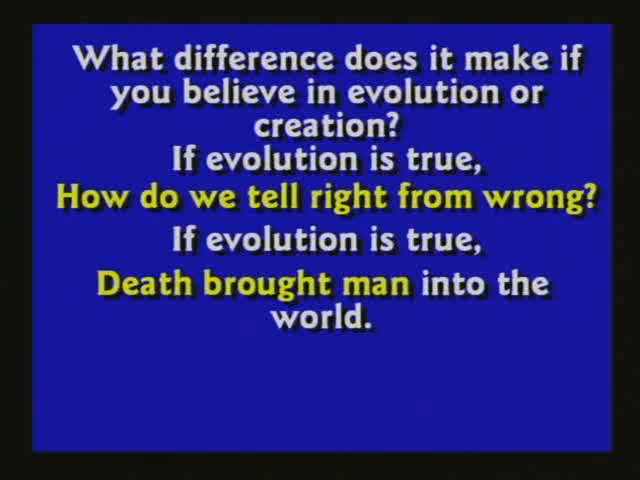 What difference does it make if
you believe in evolution or
creation?
If evolution is true,
How do we tell right from wrong?
If evolution is true,
Death brought man into the
world.